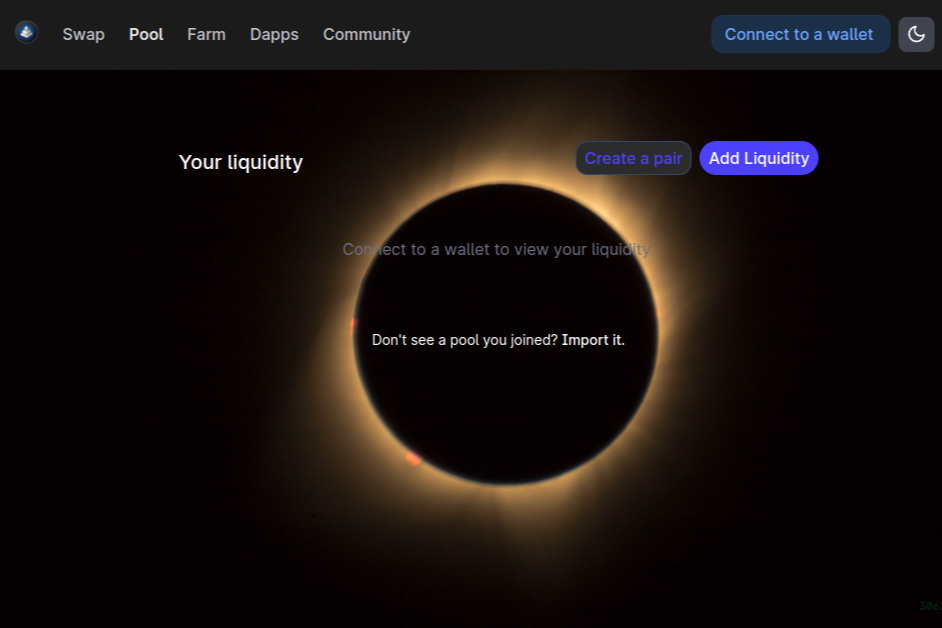 Swap
Pool
Farm
Dapps
Community
Connect to a wallet
Your liquidity
Create a pair
Add Liquidity
Connect to a wallet to view your liquidity.
Don't see a pool you joined? Import it.